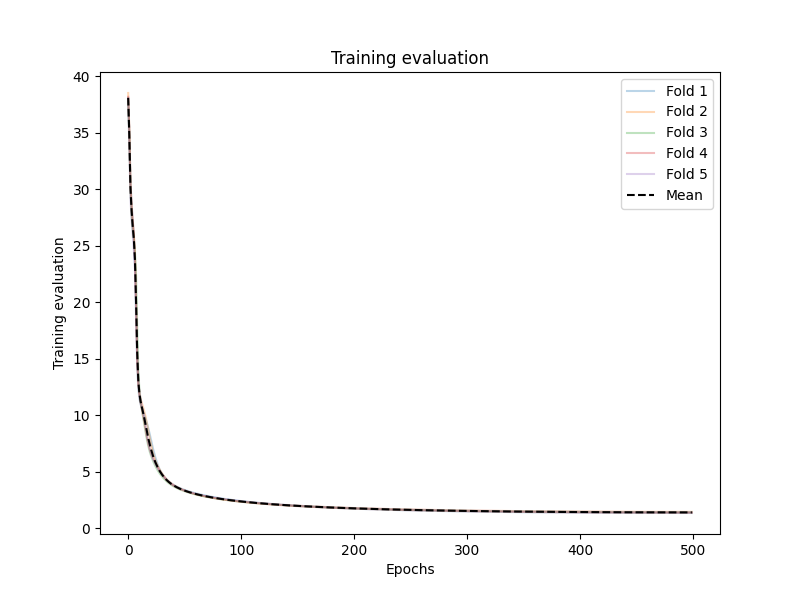 Training evaluation
40
35
30
25
20
15
10
5
0
Training evaluation
0 100 200 300 400 500
Epochs
Fold 1
Fold 2
Fold 3
Fold 4
Fold 5
Mean